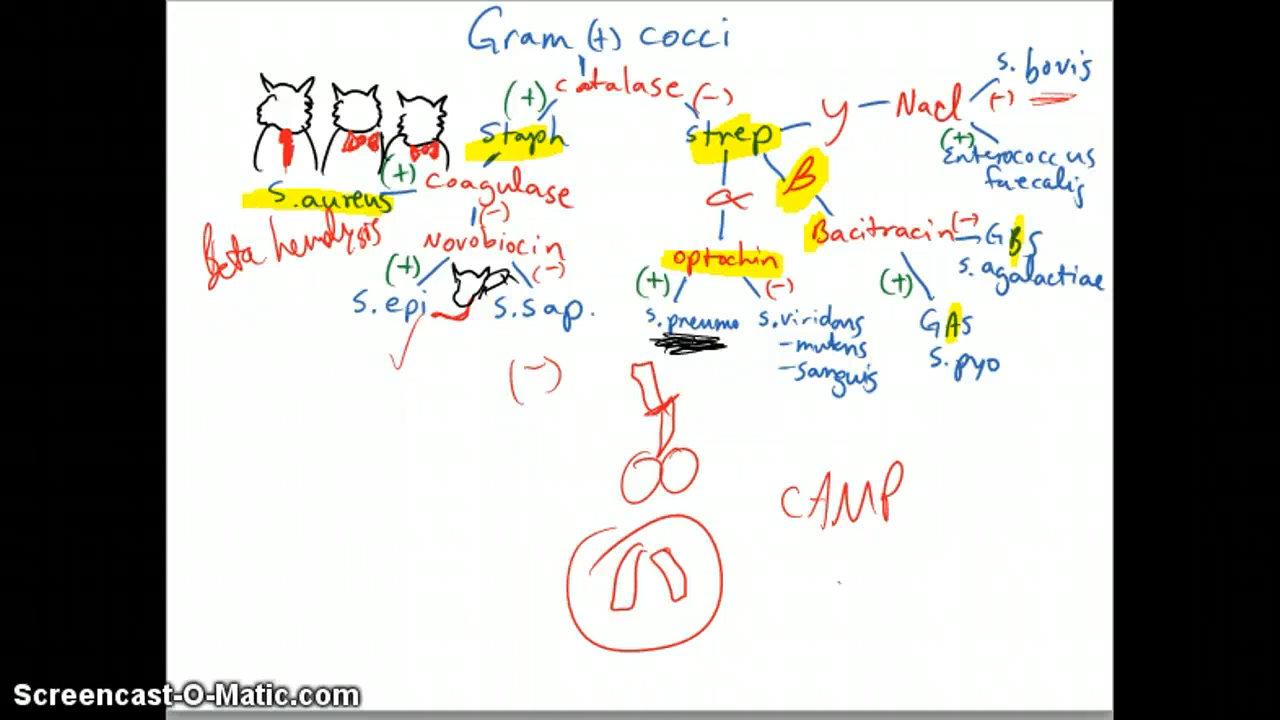 Gram (+) cocci
catalase
(+)
(-)
Staph
strep
y
Nacl
s. bovis
(-)
(+)
Enterococcus
faecalis
S. aureus
(+)
coagulase
Beta hemolysis
(-)
Novobiocin
(+)
(-)
S. epi
S. sap.
(-)
α
B
optochin
(+)
(-)
s. pneumo
s. viridans
- mutans
- sanguis
Bacitracin
(-)
GBS
s. agalactiae
(+)
GAS
s. pyo
CAMP
Screencast-O-Matic.com